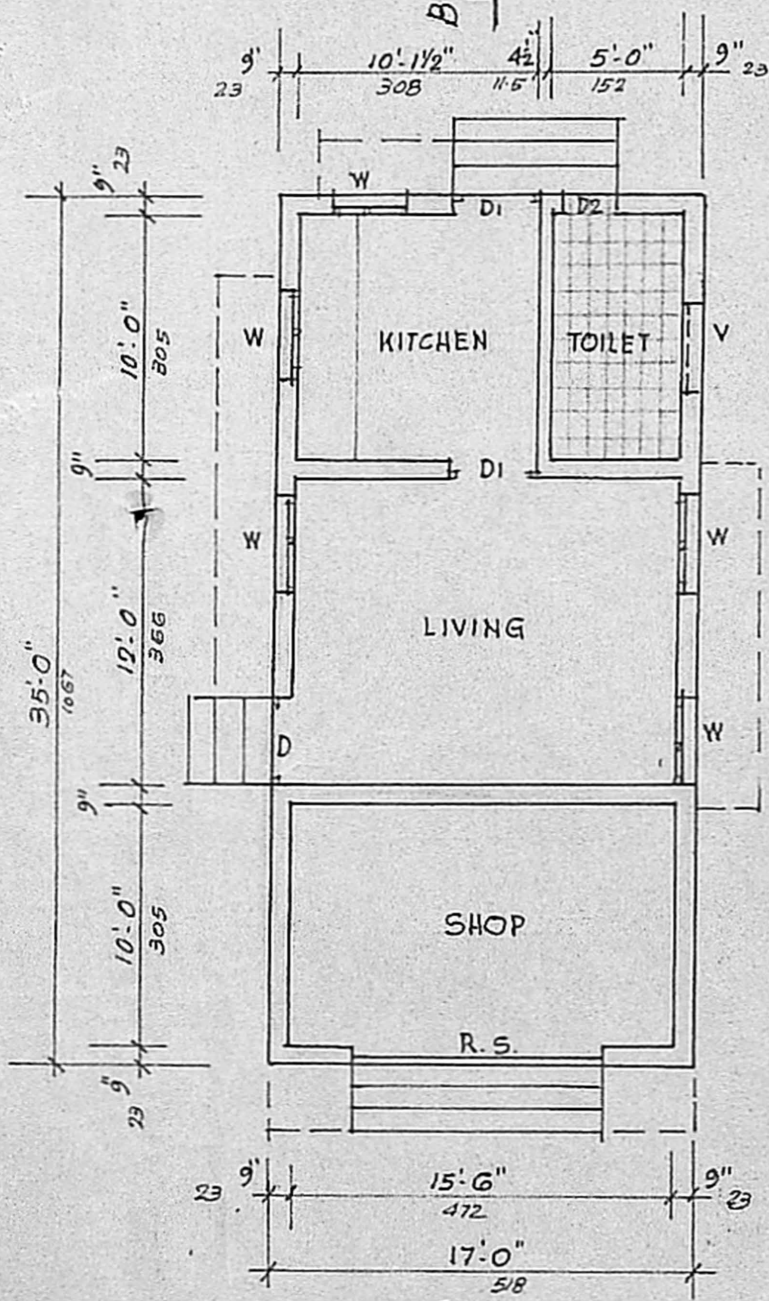 B
9" 10'-1½" 4½" 5'-0" 9"
23 308 11.5 152 23
9" 23
W D1 D2
10'-0" 305
W KITCHEN TOILET V
9" D1
W W
12'-0" 366
LIVING
35'-0" 1067
D W
9"
10'-0" 305
SHOP
R.S.
23 9"
9" 15'-6" 9"
23 472 23
17'-0"
518